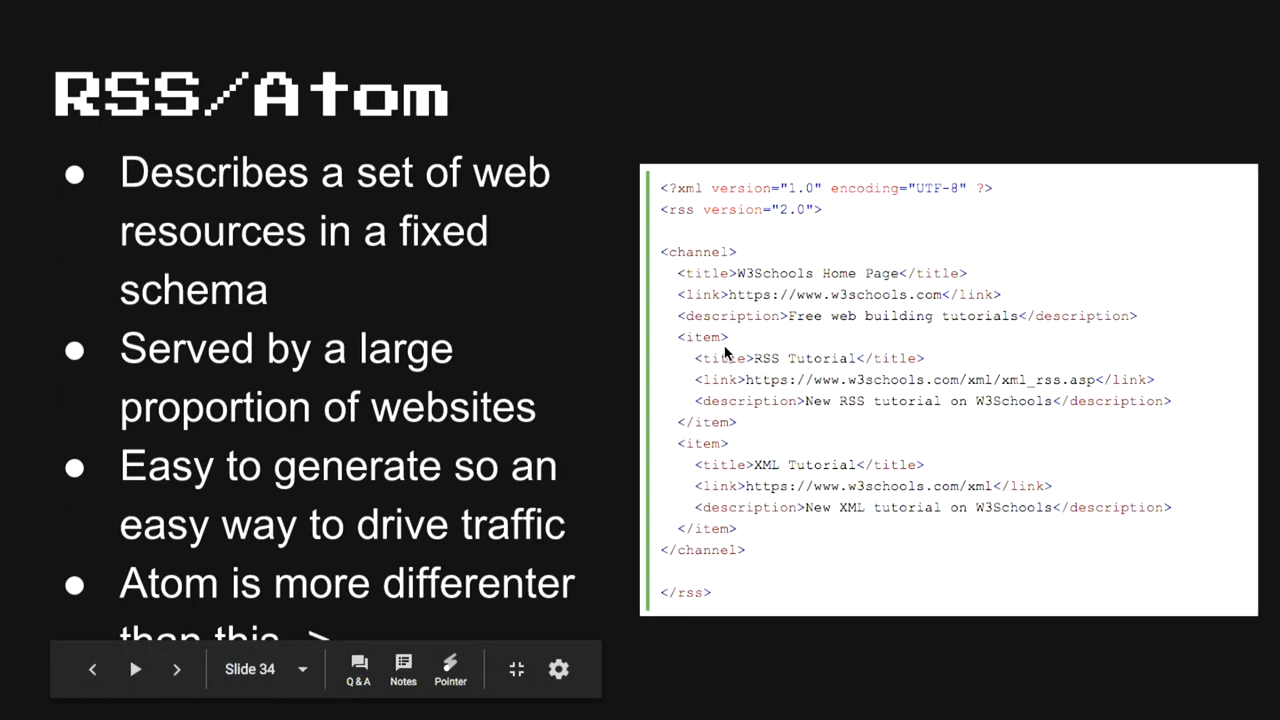 RSS/Atom
● Describes a set of web
resources in a fixed
schema
● Served by a large
proportion of websites
● Easy to generate so an
easy way to drive traffic
● Atom is more differenter
than this ->
<?xml version="1.0" encoding="UTF-8" ?>
<rss version="2.0">
<channel>
<title>W3Schools Home Page</title>
<link>https://www.w3schools.com</link>
<description>Free web building tutorials</description>
<item>
<title>RSS Tutorial</title>
<link>https://www.w3schools.com/xml/xml_rss.asp</link>
<description>New RSS tutorial on W3Schools</description>
</item>
<item>
<title>XML Tutorial</title>
<link>https://www.w3schools.com/xml</link>
<description>New XML tutorial on W3Schools</description>
</item>
</channel>
</rss>
Slide 34
Q & A
Notes
Pointer